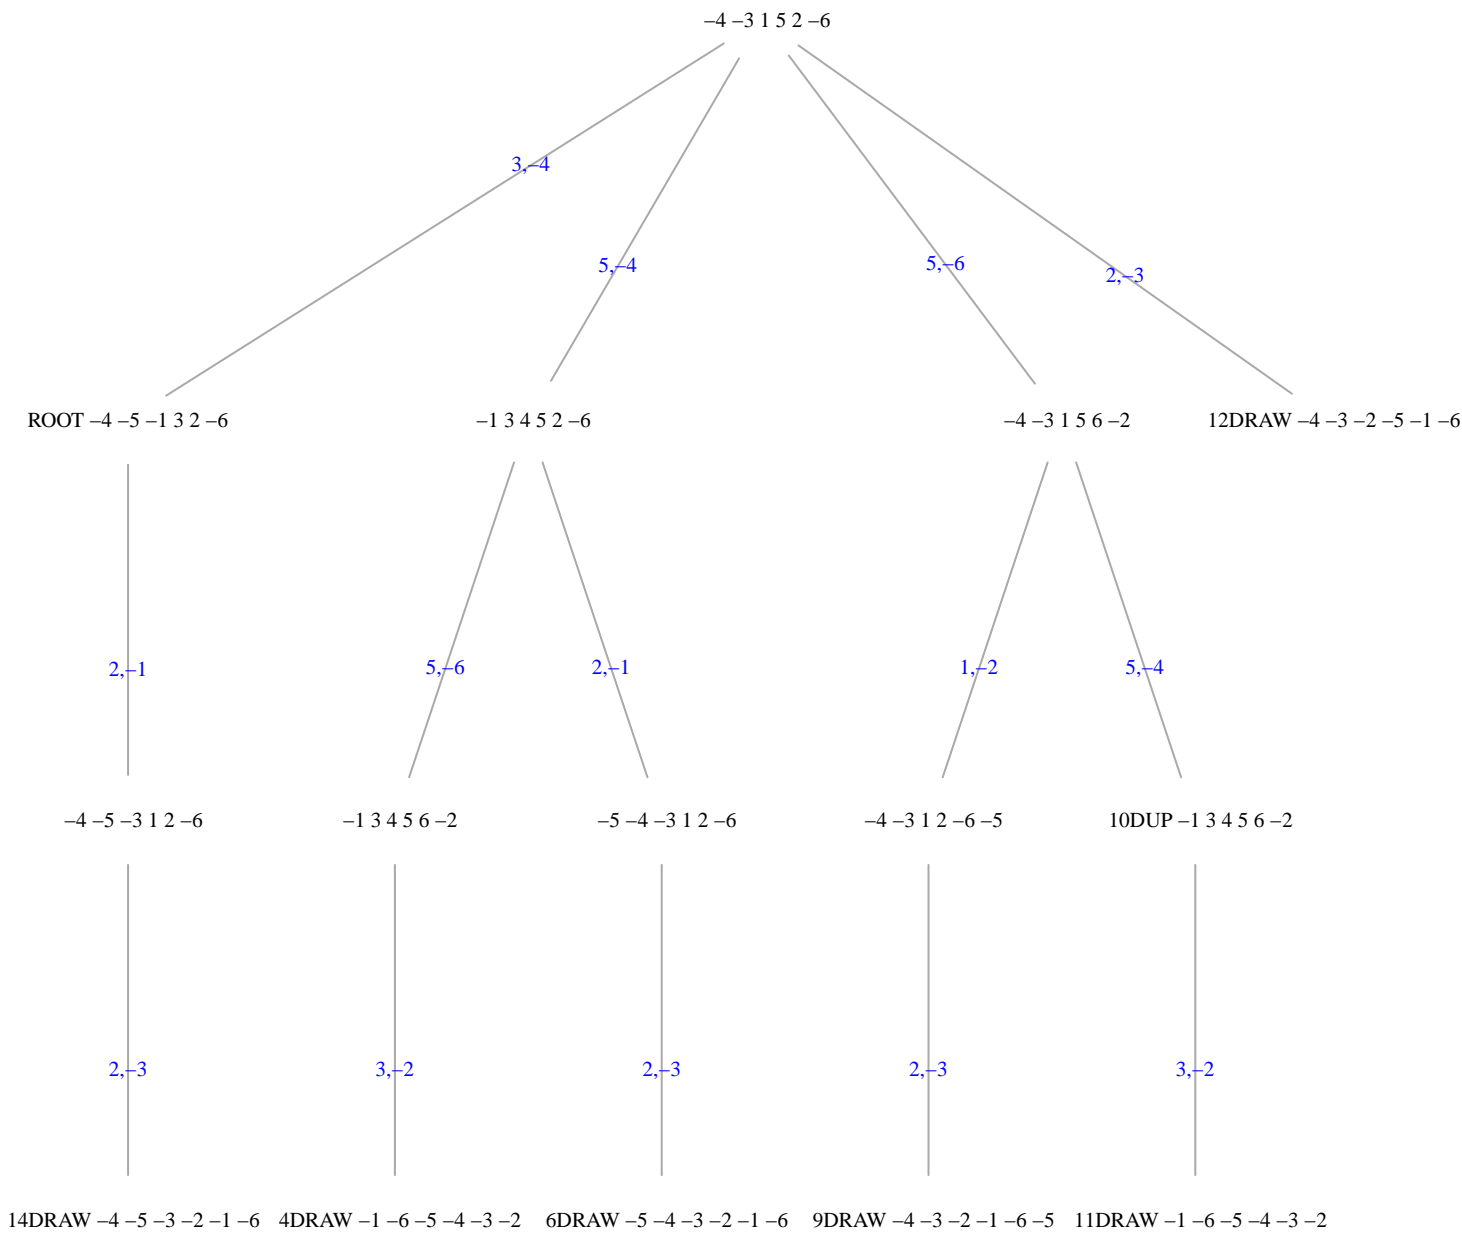 –4 –3 1 5 2 –6
3,–4
5,–4
5,–6
2,–3
ROOT –4 –5 –1 3 2 –6
–1 3 4 5 2 –6
–4 –3 1 5 6 –2
12DRAW –4 –3 –2 –5 –1 –6
2,–1
5,–6
2,–1
1,–2
5,–4
–4 –5 –3 1 2 –6
–1 3 4 5 6 –2
–5 –4 –3 1 2 –6
–4 –3 1 2 –6 –5
10DUP –1 3 4 5 6 –2
2,–3
3,–2
2,–3
2,–3
3,–2
14DRAW –4 –5 –3 –2 –1 –6
4DRAW –1 –6 –5 –4 –3 –2
6DRAW –5 –4 –3 –2 –1 –6
9DRAW –4 –3 –2 –1 –6 –5
11DRAW –1 –6 –5 –4 –3 –2